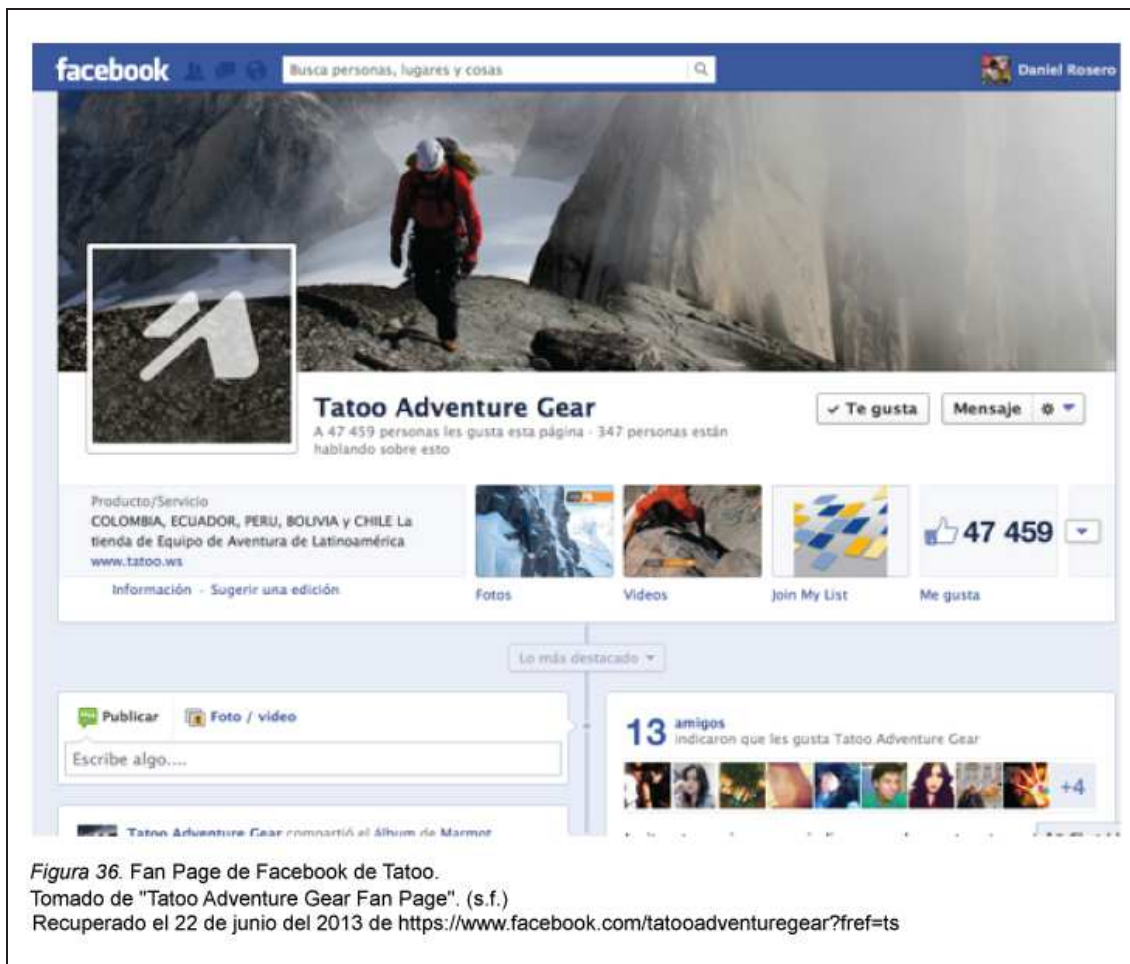 facebook
Busca personas, lugares y cosas
Daniel Rosero
Tatoo Adventure Gear
A 47 459 personas les gusta esta página · 347 personas están
hablando sobre esto
✓ Te gusta
Mensaje
Producto/Servicio
COLOMBIA, ECUADOR, PERU, BOLIVIA y CHILE La
tienda de Equipo de Aventura de Latinoamérica
www.tatoo.ws
Información - Sugerir una edición
Fotos
Videos
Join My List
47 459
Me gusta
Lo más destacado
Publicar
Foto / video
Escribe algo....
13 amigos
indicaron que les gusta Tatoo Adventure Gear
+4
Tatoo Adventure Gear compartió el álbum de Marmot
Figura 36. Fan Page de Facebook de Tatoo.
Tomado de "Tatoo Adventure Gear Fan Page". (s.f.)
Recuperado el 22 de junio del 2013 de https://www.facebook.com/tatooadventuregear?fref=ts